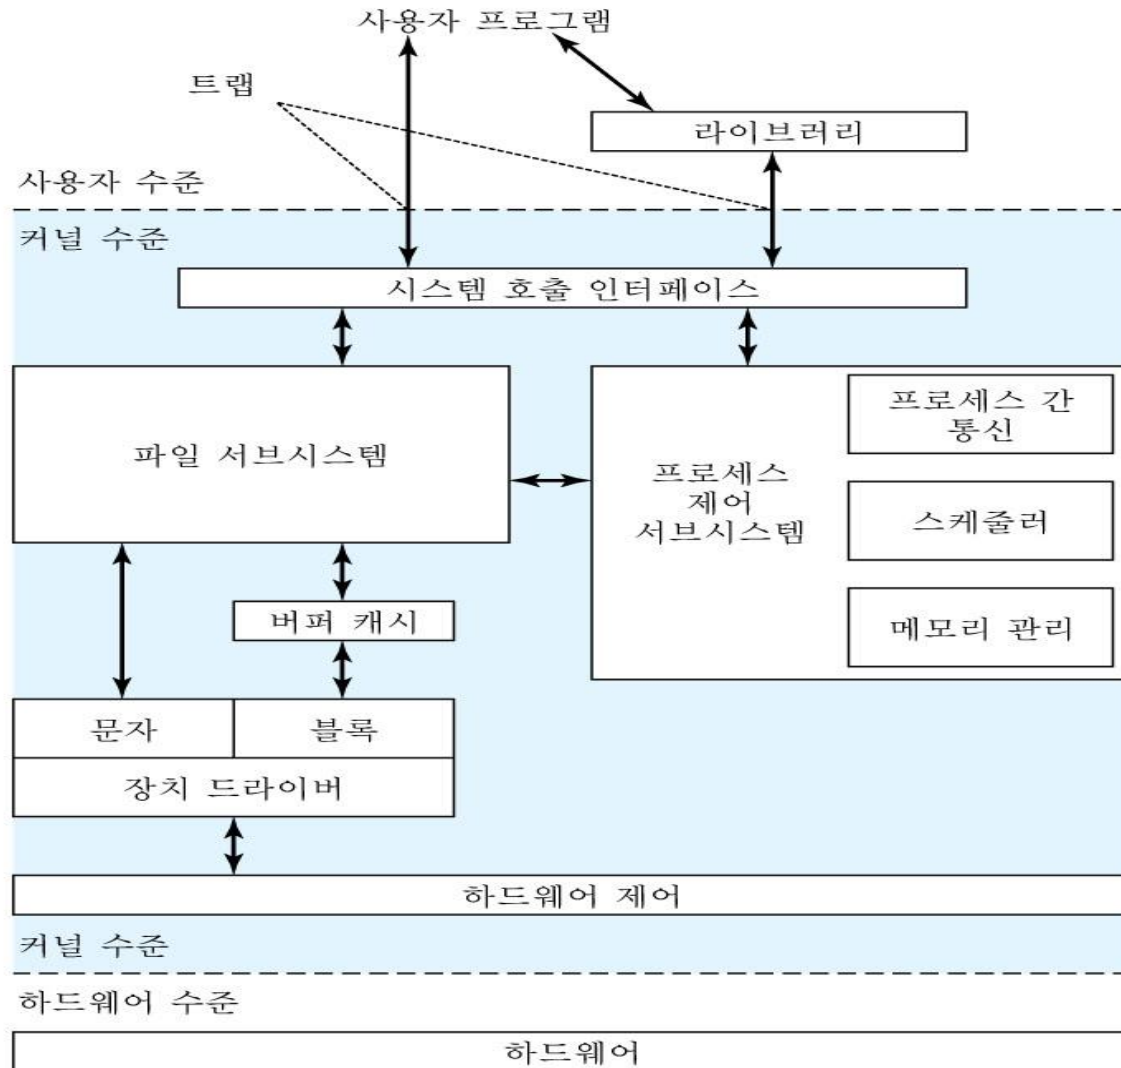 사용자 프로그램
트랩
라이브러리
사용자 수준
커널 수준
시스템 호출 인터페이스
파일 서브시스템
프로세스
제어
서브시스템
프로세스 간
통신
스케줄러
메모리 관리
버퍼 캐시
문자
블록
장치 드라이버
하드웨어 제어
커널 수준
하드웨어 수준
하드웨어